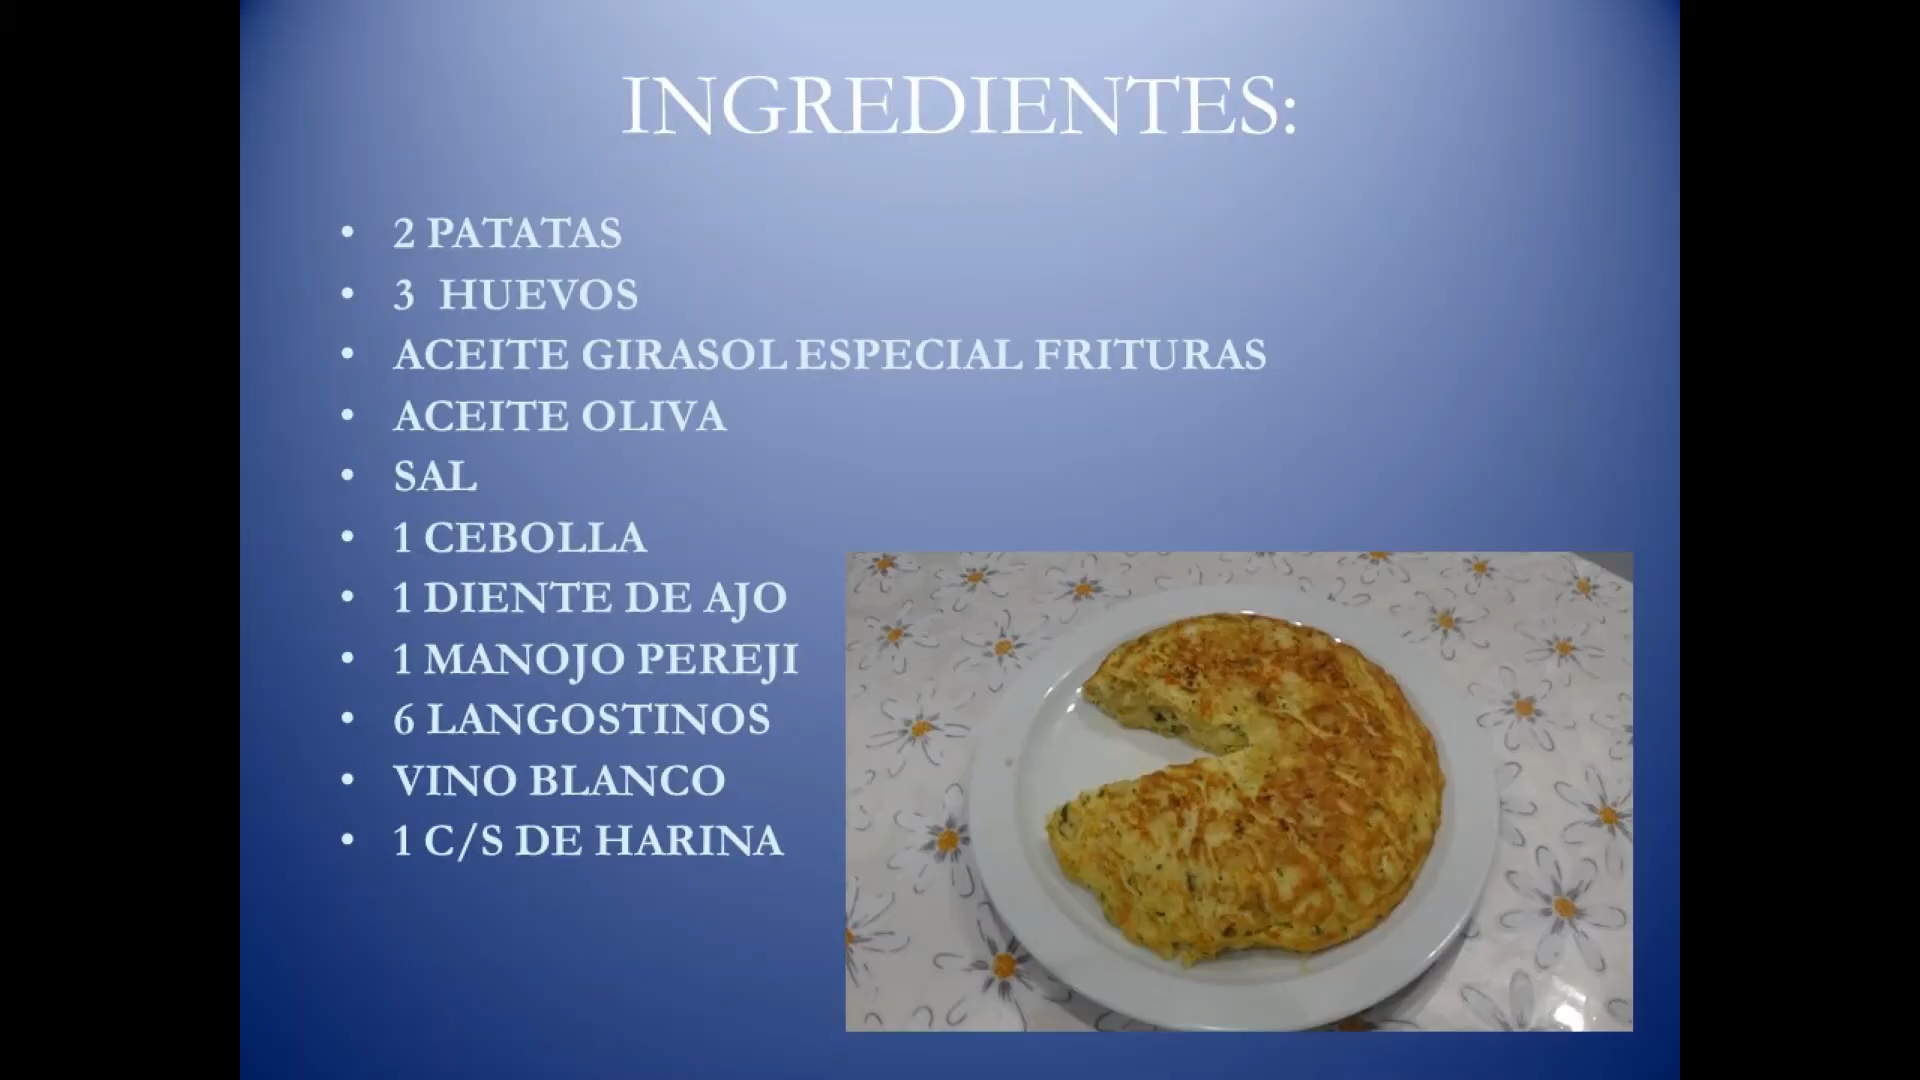 INGREDIENTES:
• 2 PATATAS
• 3 HUEVOS
• ACEITE GIRASOL ESPECIAL FRITURAS
• ACEITE OLIVA
• SAL
• 1 CEBOLLA
• 1 DIENTE DE AJO
• 1 MANOJO PEREJI
• 6 LANGOSTINOS
• VINO BLANCO
• 1 C/S DE HARINA